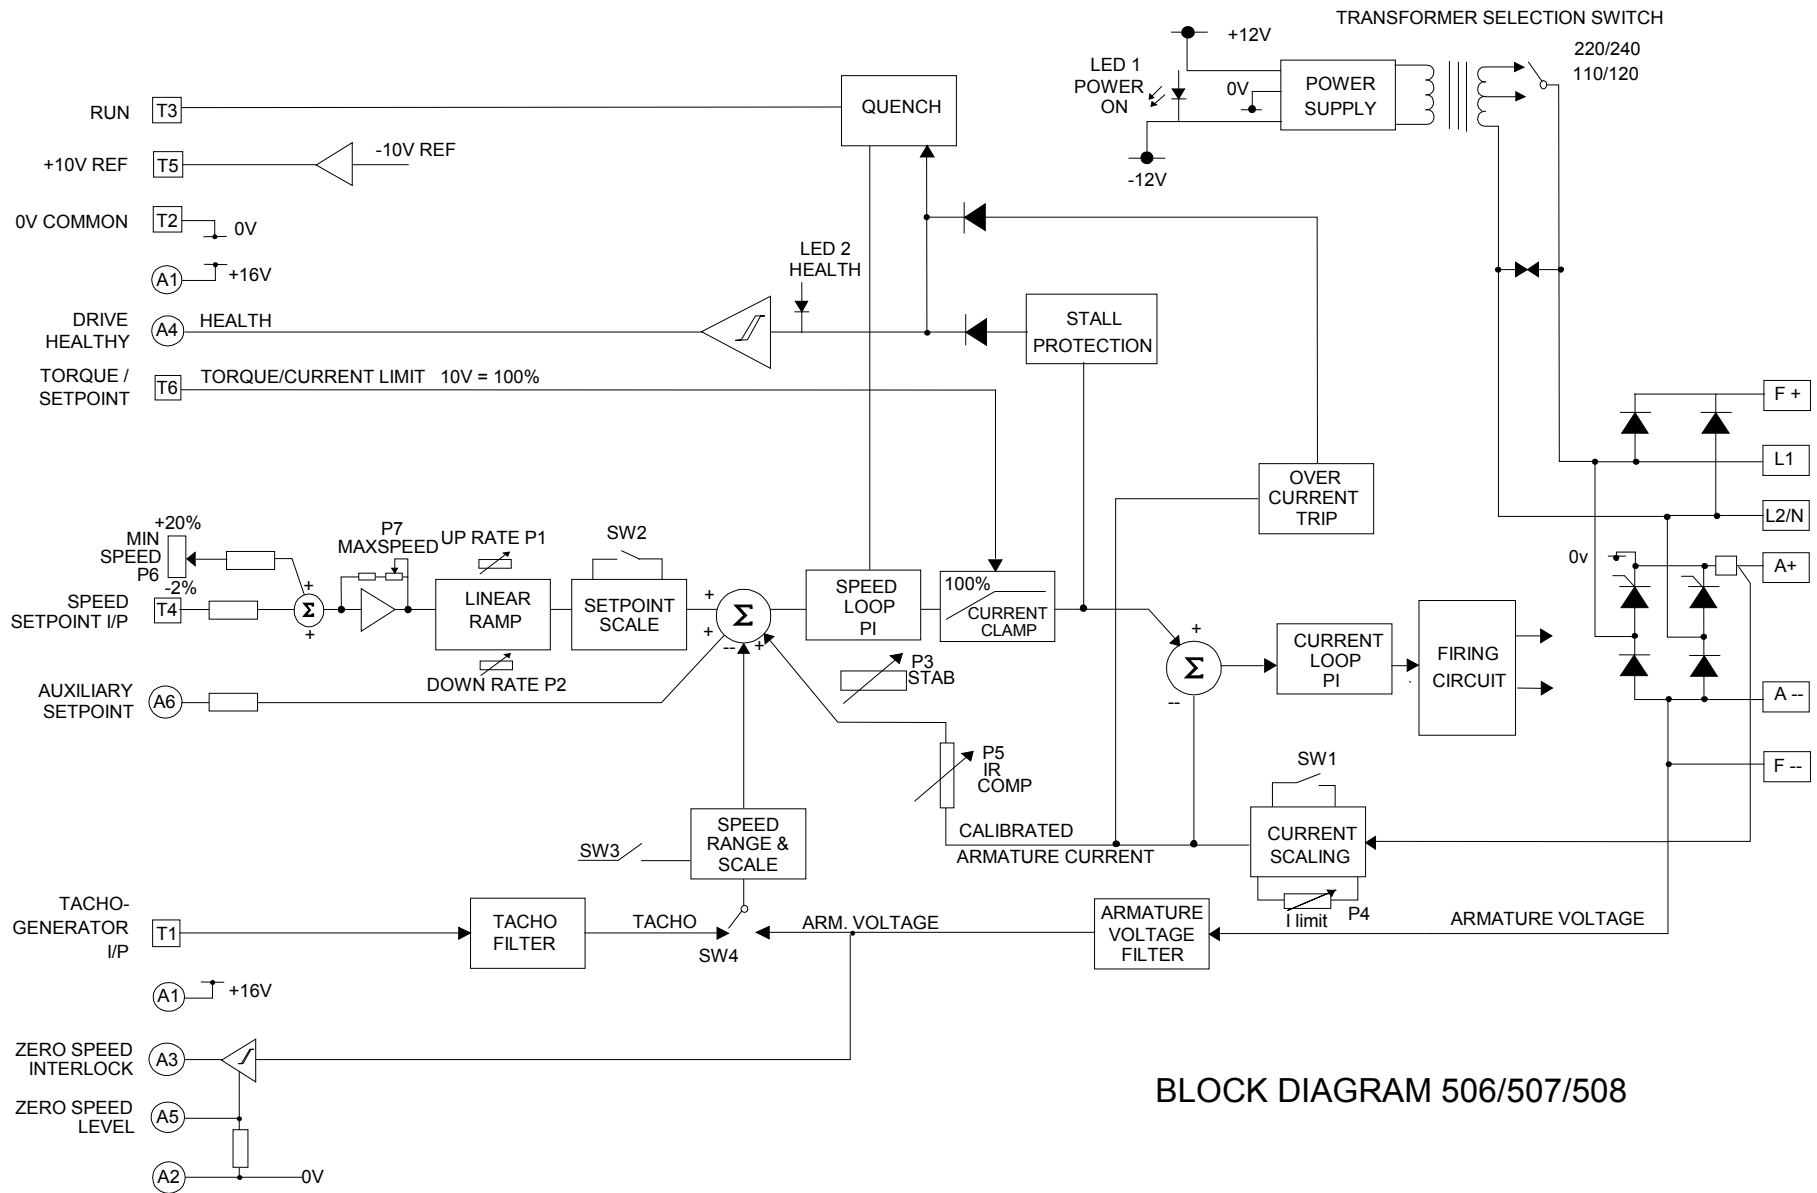 TRANSFORMER SELECTION SWITCH
220/240
110/120
+12V
LED 1
POWER
ON
0V
POWER
SUPPLY
-12V
RUN
T3
QUENCH
+10V REF
T5
-10V REF
0V COMMON
T2
0V
A1
+16V
LED 2
HEALTH
DRIVE
HEALTHY
A4
HEALTH
STALL
PROTECTION
TORQUE /
SETPOINT
T6
TORQUE/CURRENT LIMIT 10V = 100%
F +
L1
L2/N
0v
A+
A --
F --
OVER
CURRENT
TRIP
+20%
MIN
SPEED
P6
-2%
P7
MAXSPEED
UP RATE P1
SW2
SPEED
SETPOINT I/P
T4
+
Σ
+
LINEAR
RAMP
DOWN RATE P2
SETPOINT
SCALE
+
+
--
+
Σ
SPEED
LOOP
PI
100%
CURRENT
CLAMP
P3
STAB
+
Σ
--
CURRENT
LOOP
PI
FIRING
CIRCUIT
AUXILIARY
SETPOINT
A6
P5
IR
COMP
SW1
SPEED
RANGE &
SCALE
SW3
CALIBRATED
ARMATURE CURRENT
CURRENT
SCALING
I limit
P4
TACHO-
GENERATOR
I/P
T1
TACHO
FILTER
TACHO
SW4
ARM. VOLTAGE
ARMATURE
VOLTAGE
FILTER
ARMATURE VOLTAGE
A1
+16V
ZERO SPEED
INTERLOCK
A3
ZERO SPEED
LEVEL
A5
A2
0V
BLOCK DIAGRAM 506/507/508